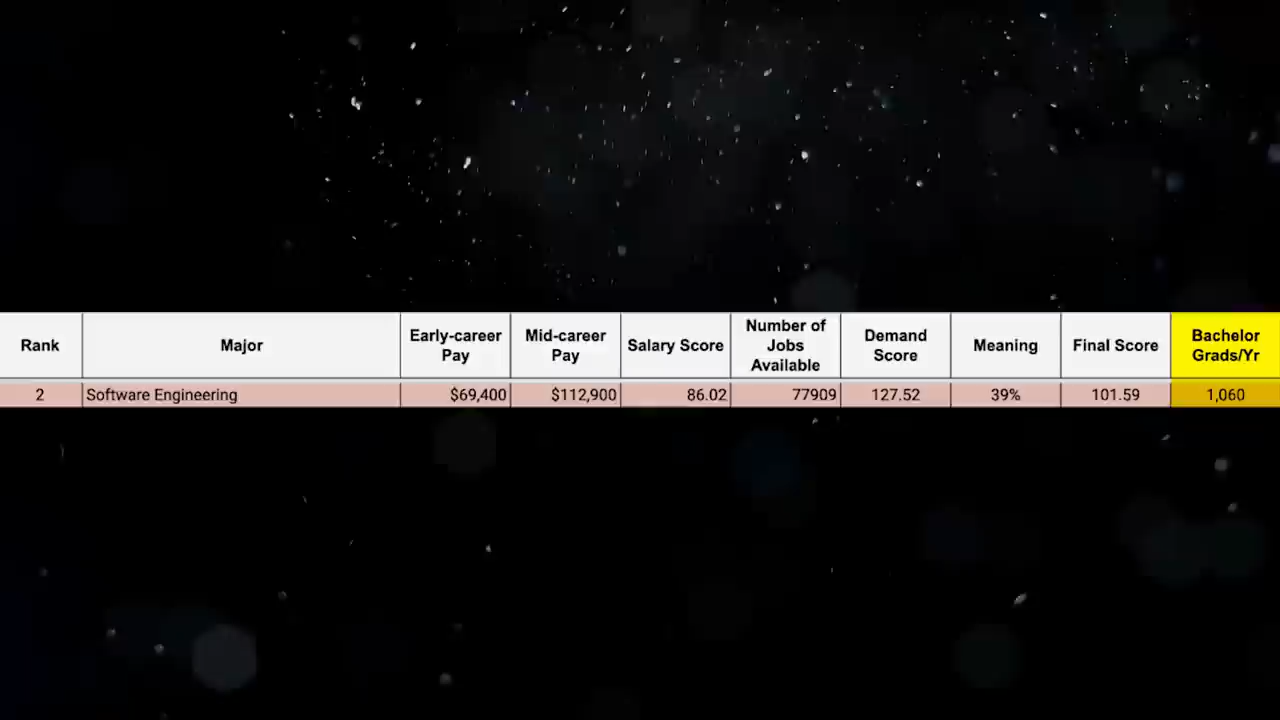 Rank Major Early-career Pay Mid-career Pay Salary Score Number of Jobs Available Demand Score Meaning Final Score Bachelor Grads/Yr
2 Software Engineering $69,400 $112,900 86.02 77909 127.52 39% 101.59 1,060